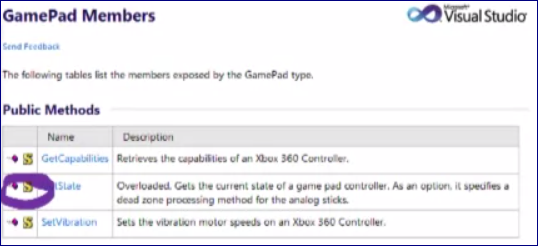 GamePad Members
Microsoft
Visual Studio
Send Feedback
The following tables list the members exposed by the GamePad type.
Public Methods
Name Description
GetCapabilities Retrieves the capabilities of an Xbox 360 Controller.
tState Overloaded. Gets the current state of a game pad controller. As an option, it specifies a
dead zone processing method for the analog sticks.
SetVibration Sets the vibration motor speeds on an Xbox 360 Controller.